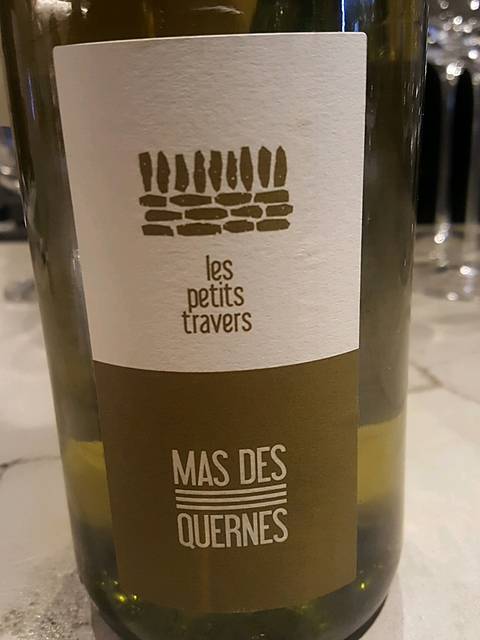 les
petits
travers
MAS DES
QUERNES